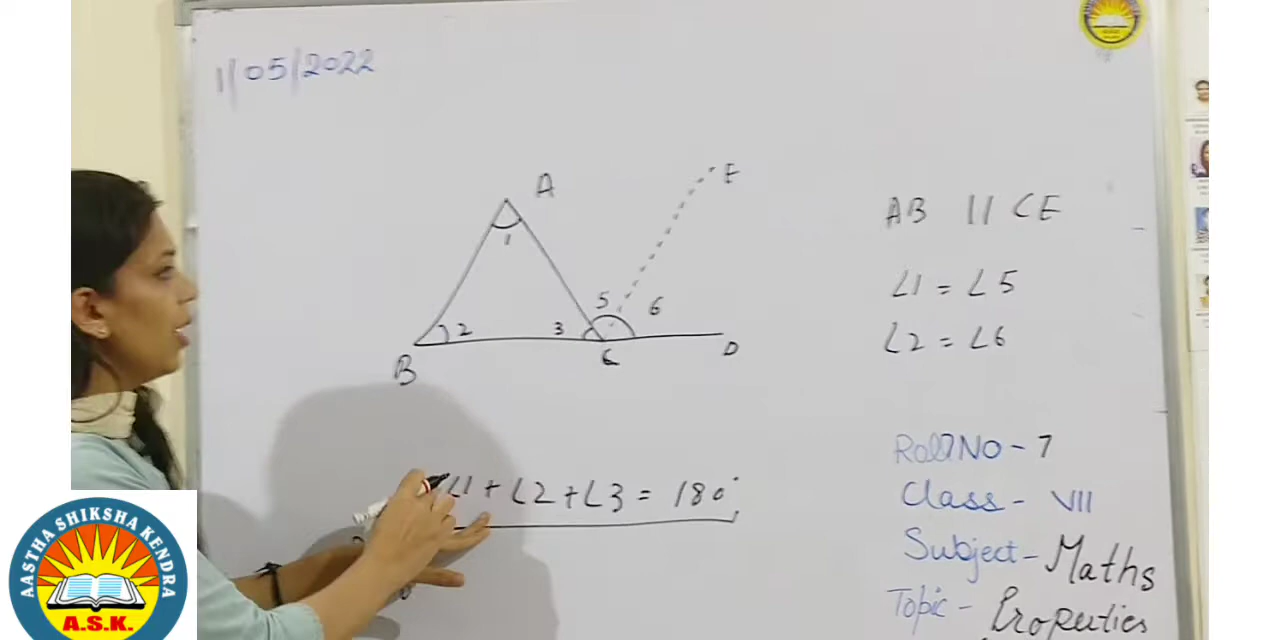 1/05/2022
A
E
1
5
6
2
3
B
C
D
AB || CE
∠1 = ∠5
∠2 = ∠6
∠1 + ∠2 + ∠3 = 180°
Roll No - 7
Class - VII
Subject - Maths
Topic - Properties
AASTHA SHIKSHA KENDRA
A.S.K.